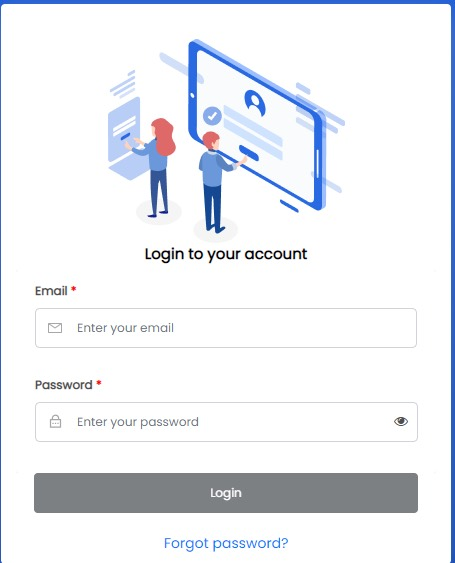 Login to your account
Email *
Enter your email
Password *
Enter your password
Login
Forgot password?